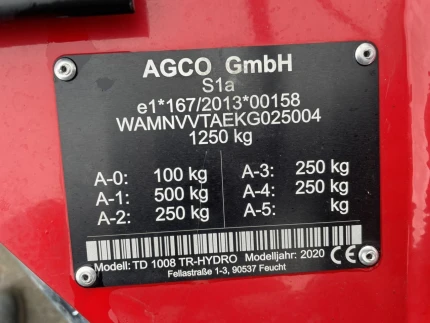 AGCO GmbH
S1a
e1*167/2013*00158
WAMNVVTAEKG025004
1250 kg
A-0: 100 kg A-3: 250 kg
A-1: 500 kg A-4: 250 kg
A-2: 250 kg A-5: kg
Modell: TD 1008 TR-HYDRO Modelljahr: 2020 CE
Fellastraße 1-3, 90537 Feucht